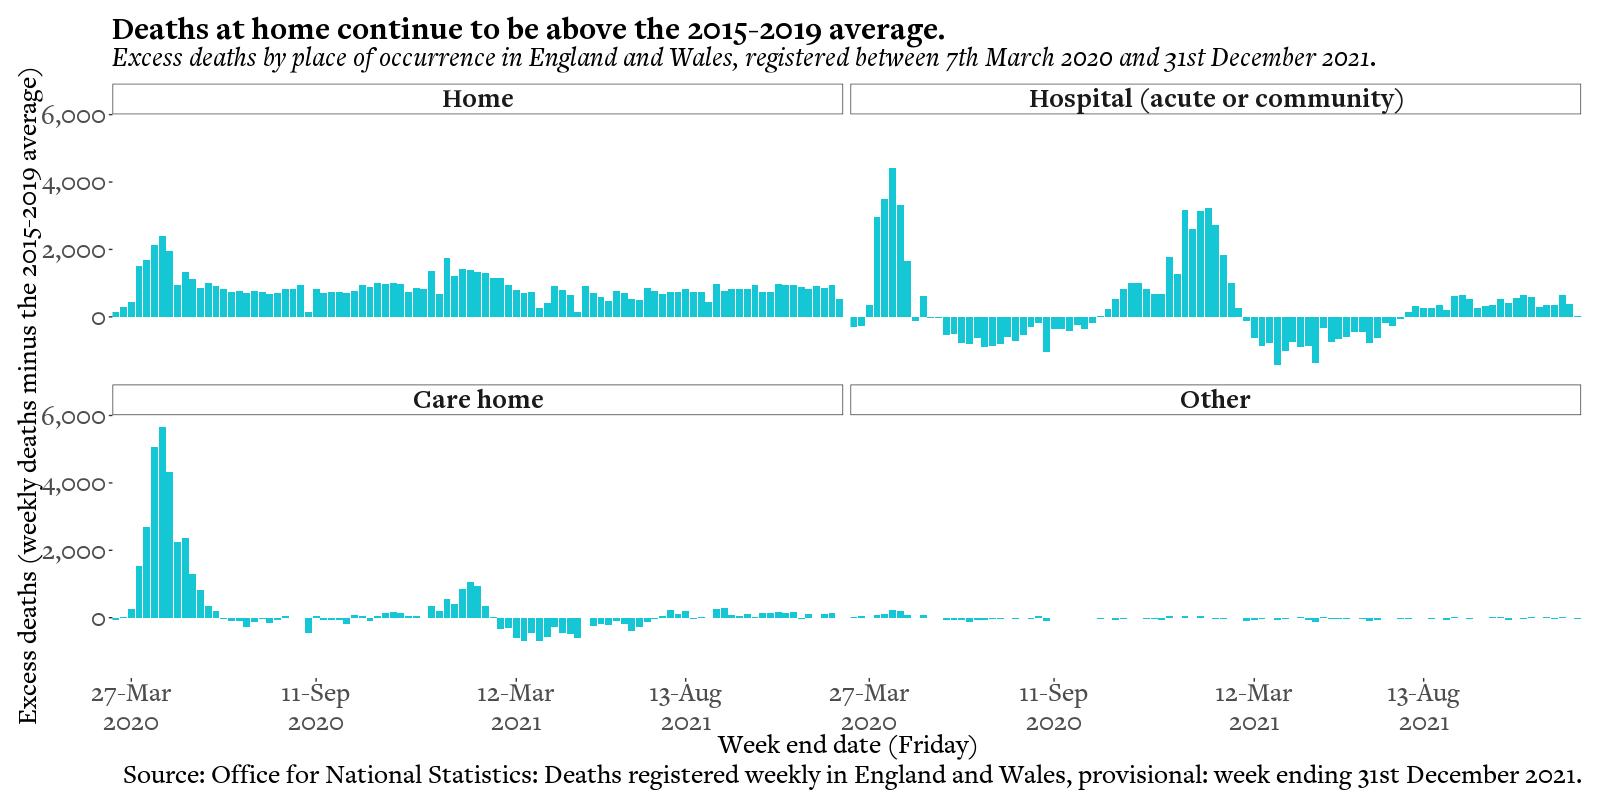 Deaths at home continue to be above the 2015-2019 average.
Excess deaths by place of occurrence in England and Wales, registered between 7th March 2020 and 31st December 2021.
Excess deaths (weekly deaths minus the 2015-2019 average)
Home
Hospital (acute or community)
6,000
4,000
2,000
0
Care home
Other
6,000
4,000
2,000
0
27-Mar 11-Sep 12-Mar 13-Aug 27-Mar 11-Sep 12-Mar 13-Aug
2020 2020 2021 2021 2020 2020 2021 2021
Week end date (Friday)
Source: Office for National Statistics: Deaths registered weekly in England and Wales, provisional: week ending 31st December 2021.